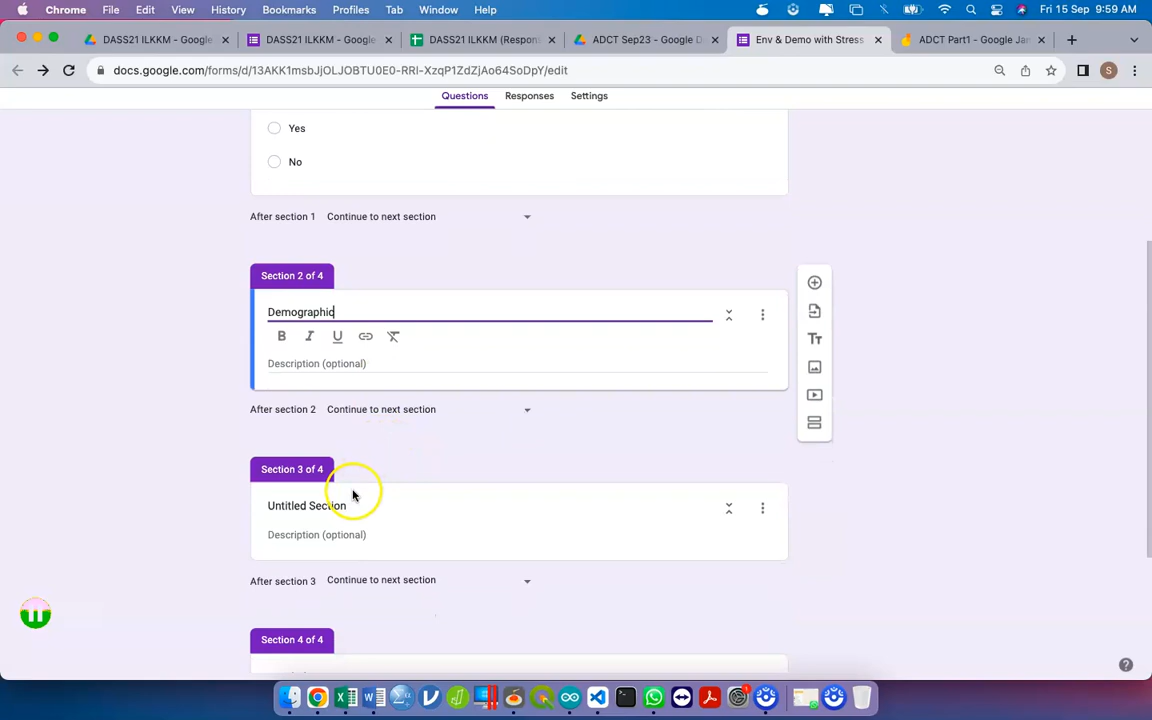 Chrome File Edit View History Bookmarks Profiles Tab Window Help Fri 15 Sep 9:59 AM
DASS21 ILKKM - Google DASS21 ILKKM - Google DASS21 ILKKM (Respon ADCT Sep23 - Google D Env & Demo with Stress ADCT Part1 - Google Jan
docs.google.com/forms/d/13AKK1msbJjOLJOBTU0E0-RRI-XzqP1ZdZjAo64SoDpY/edit S
Questions Responses Settings
Yes
No
After section 1 Continue to next section
Section 2 of 4
Demographic
B I U
Description (optional)
Tт
After section 2 Continue to next section
Section 3 of 4
Untitled Section
Description (optional)
After section 3 Continue to next section
Section 4 of 4